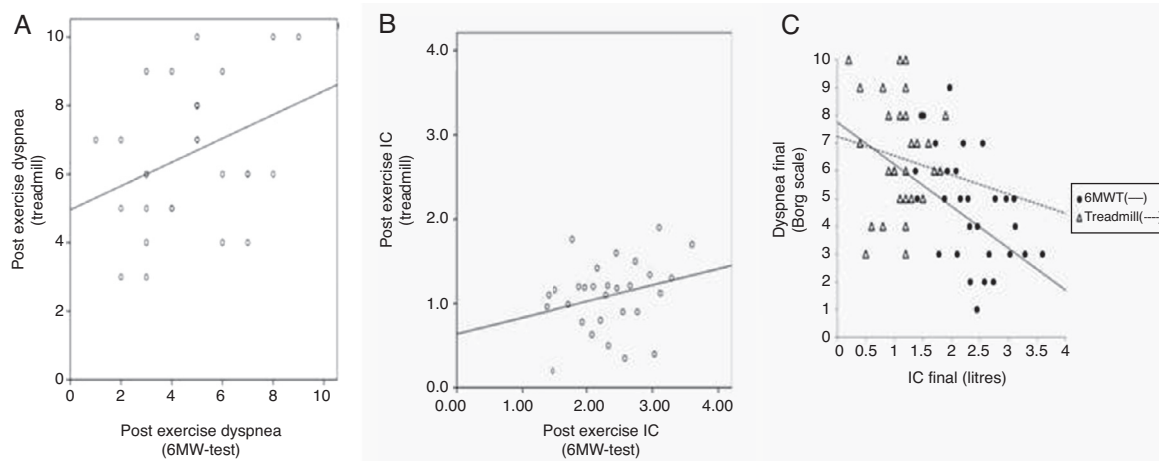 A
10
8
6
4
2
0
0
2
4
6
8
10
Post exercise dyspnea
(treadmill)
Post exercise dyspnea
(6MW-test)
B
4.0
3.0
2.0
1.0
0.0
0.00
1.00
2.00
3.00
4.00
Post exercise IC
(treadmill)
Post exercise IC
(6MW-test)
C
10
9
8
7
6
5
4
3
2
1
0
0.5
1
1.5
2
2.5
3
3.5
4
Dyspnea final
(Borg scale)
IC final (litres)
6MWT(—)
Treadmill(----)